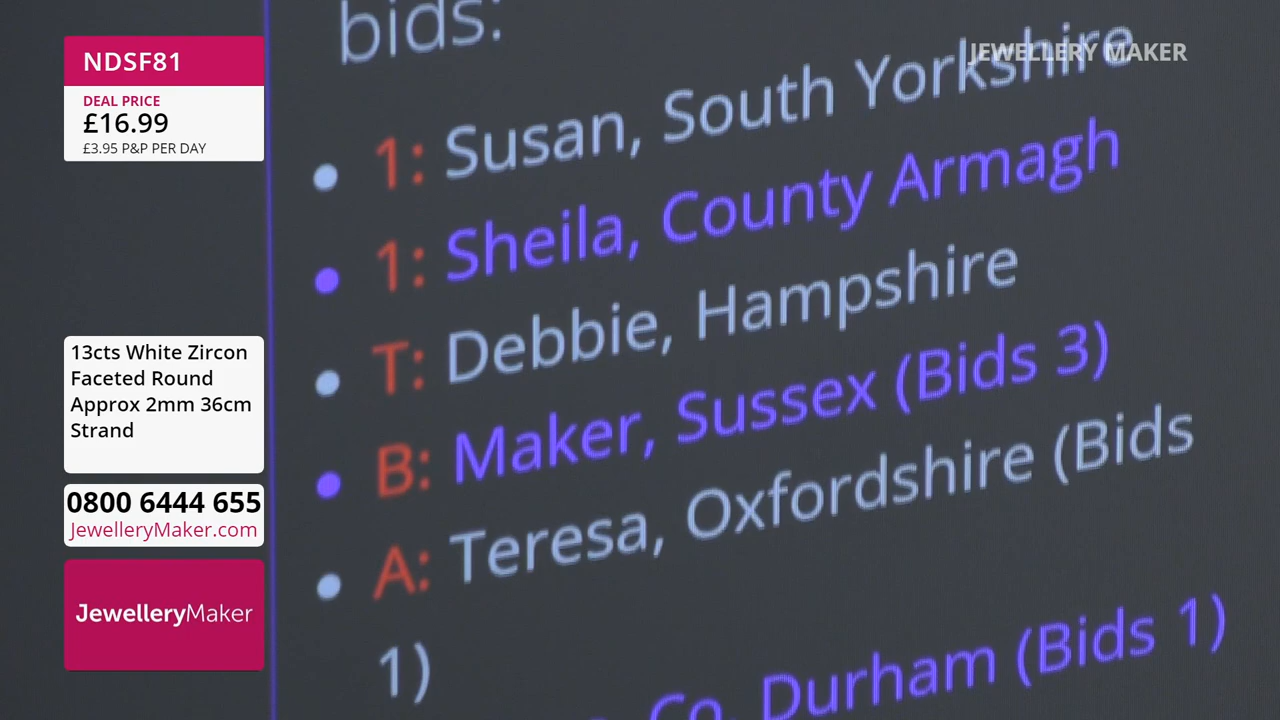 NDSF81
DEAL PRICE
£16.99
£3.95 P&P PER DAY
13cts White Zircon
Faceted Round
Approx 2mm 36cm
Strand
0800 6444 655
JewelleryMaker.com
JewelleryMaker
JEWELLERY MAKER
bids:
1: Susan, South Yorkshire
1: Sheila, County Armagh
T: Debbie, Hampshire
B: Maker, Sussex (Bids 3)
A: Teresa, Oxfordshire (Bids
1)
Co. Durham (Bids 1)